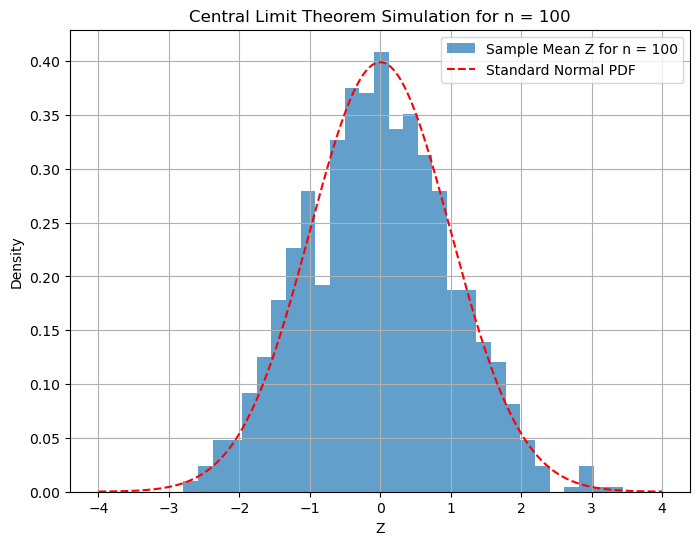 Central Limit Theorem Simulation for n = 100
Sample Mean Z for n = 100
Standard Normal PDF
Density
0.40
0.35
0.30
0.25
0.20
0.15
0.10
0.05
0.00
−4 −3 −2 −1 0 1 2 3 4
Z